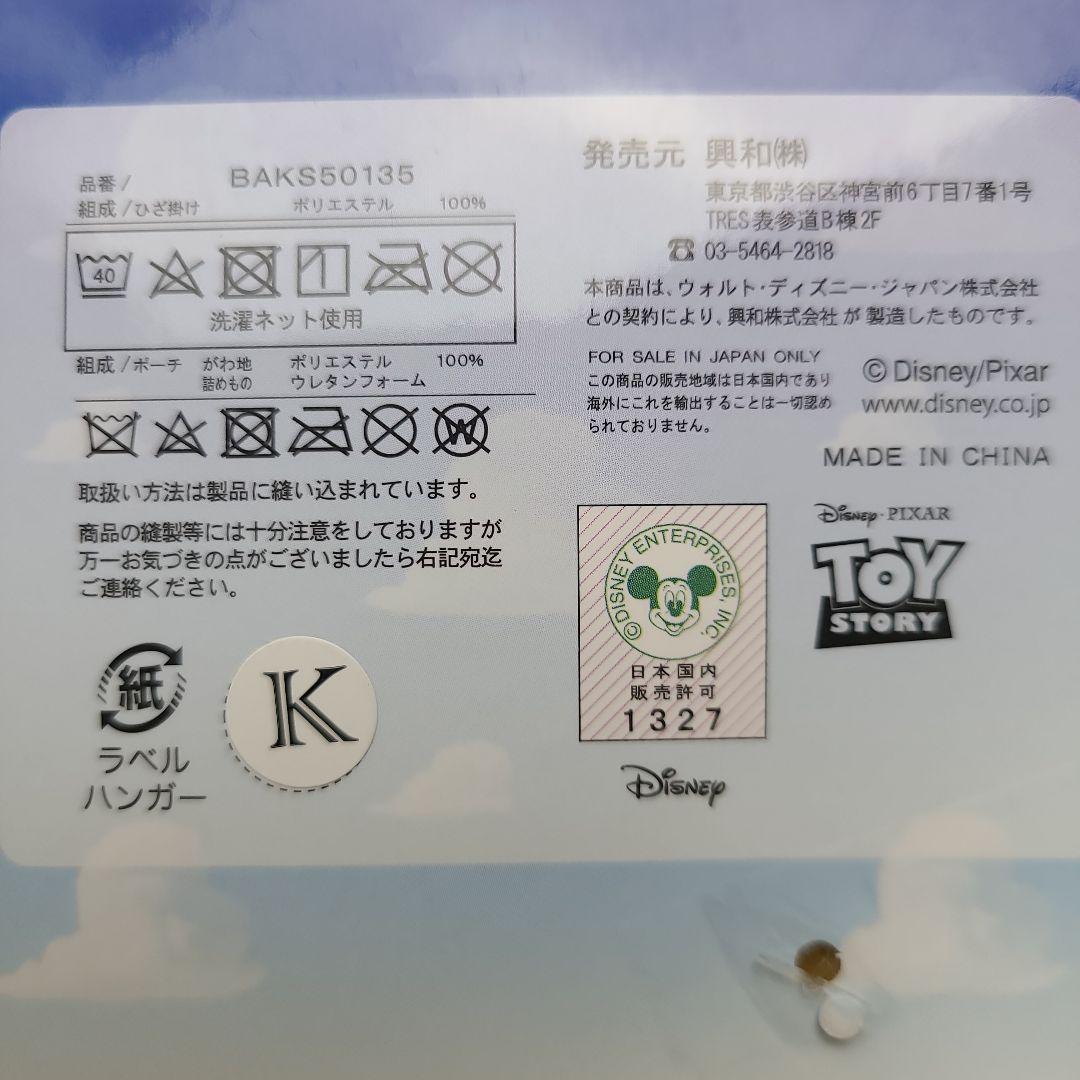 品番/ BAKS50135
組成/ひざ掛け ポリエステル 100%
40
洗濯ネット使用
組成/ポーチ がわ地 ポリエステル 100%
詰めもの ウレタンフォーム
W
取扱い方法は製品に縫い込まれています。
商品の縫製等には十分注意をしておりますが
万一お気づきの点がございましたら右記宛迄
ご連絡ください。
紙
ラベル
ハンガー
K
発売元 興和㈱
東京都渋谷区神宮前6丁目7番1号
TRES表参道B棟2F
☎ 03-5464-2818
本商品は、ウォルト・ディズニー・ジャパン株式会社
との契約により、興和株式会社が製造したものです。
FOR SALE IN JAPAN ONLY
この商品の販売地域は日本国内であり
海外にこれを輸出することは一切認め
られておりません。
© Disney/Pixar
www.disney.co.jp
MADE IN CHINA
©DISNEY ENTERPRISES, INC.
日本国内
販売許可
1327
Disney
Disney・PIXAR
TOY
STORY